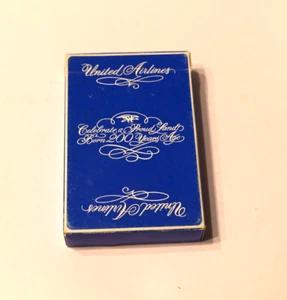 United Airlines
Celebrate a Proud Land
Born 200 Years Ago
United Airlines